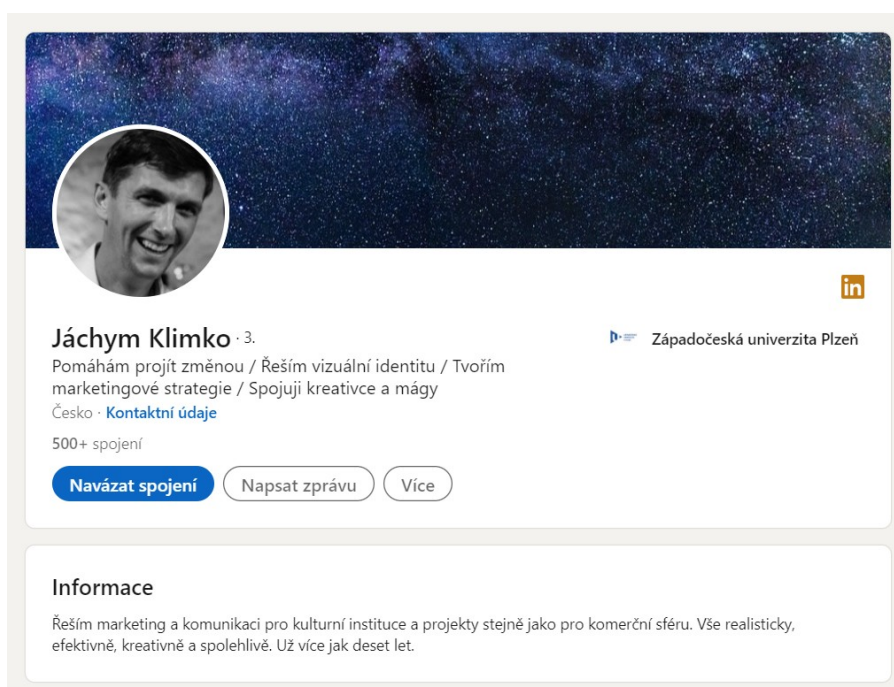 in
Jáchym Klimko · 3.
Západočeská univerzita Plzeň
Pomáhám projít změnou / Řeším vizuální identitu / Tvořím
marketingové strategie / Spojuji kreativce a mágy
Česko · Kontaktní údaje
500+ spojení
Navázat spojení
Napsat zprávu
Více
Informace
Řeším marketing a komunikaci pro kulturní instituce a projekty stejně jako pro komerční sféru. Vše realisticky,
efektivně, kreativně a spolehlivě. Už více jak deset let.